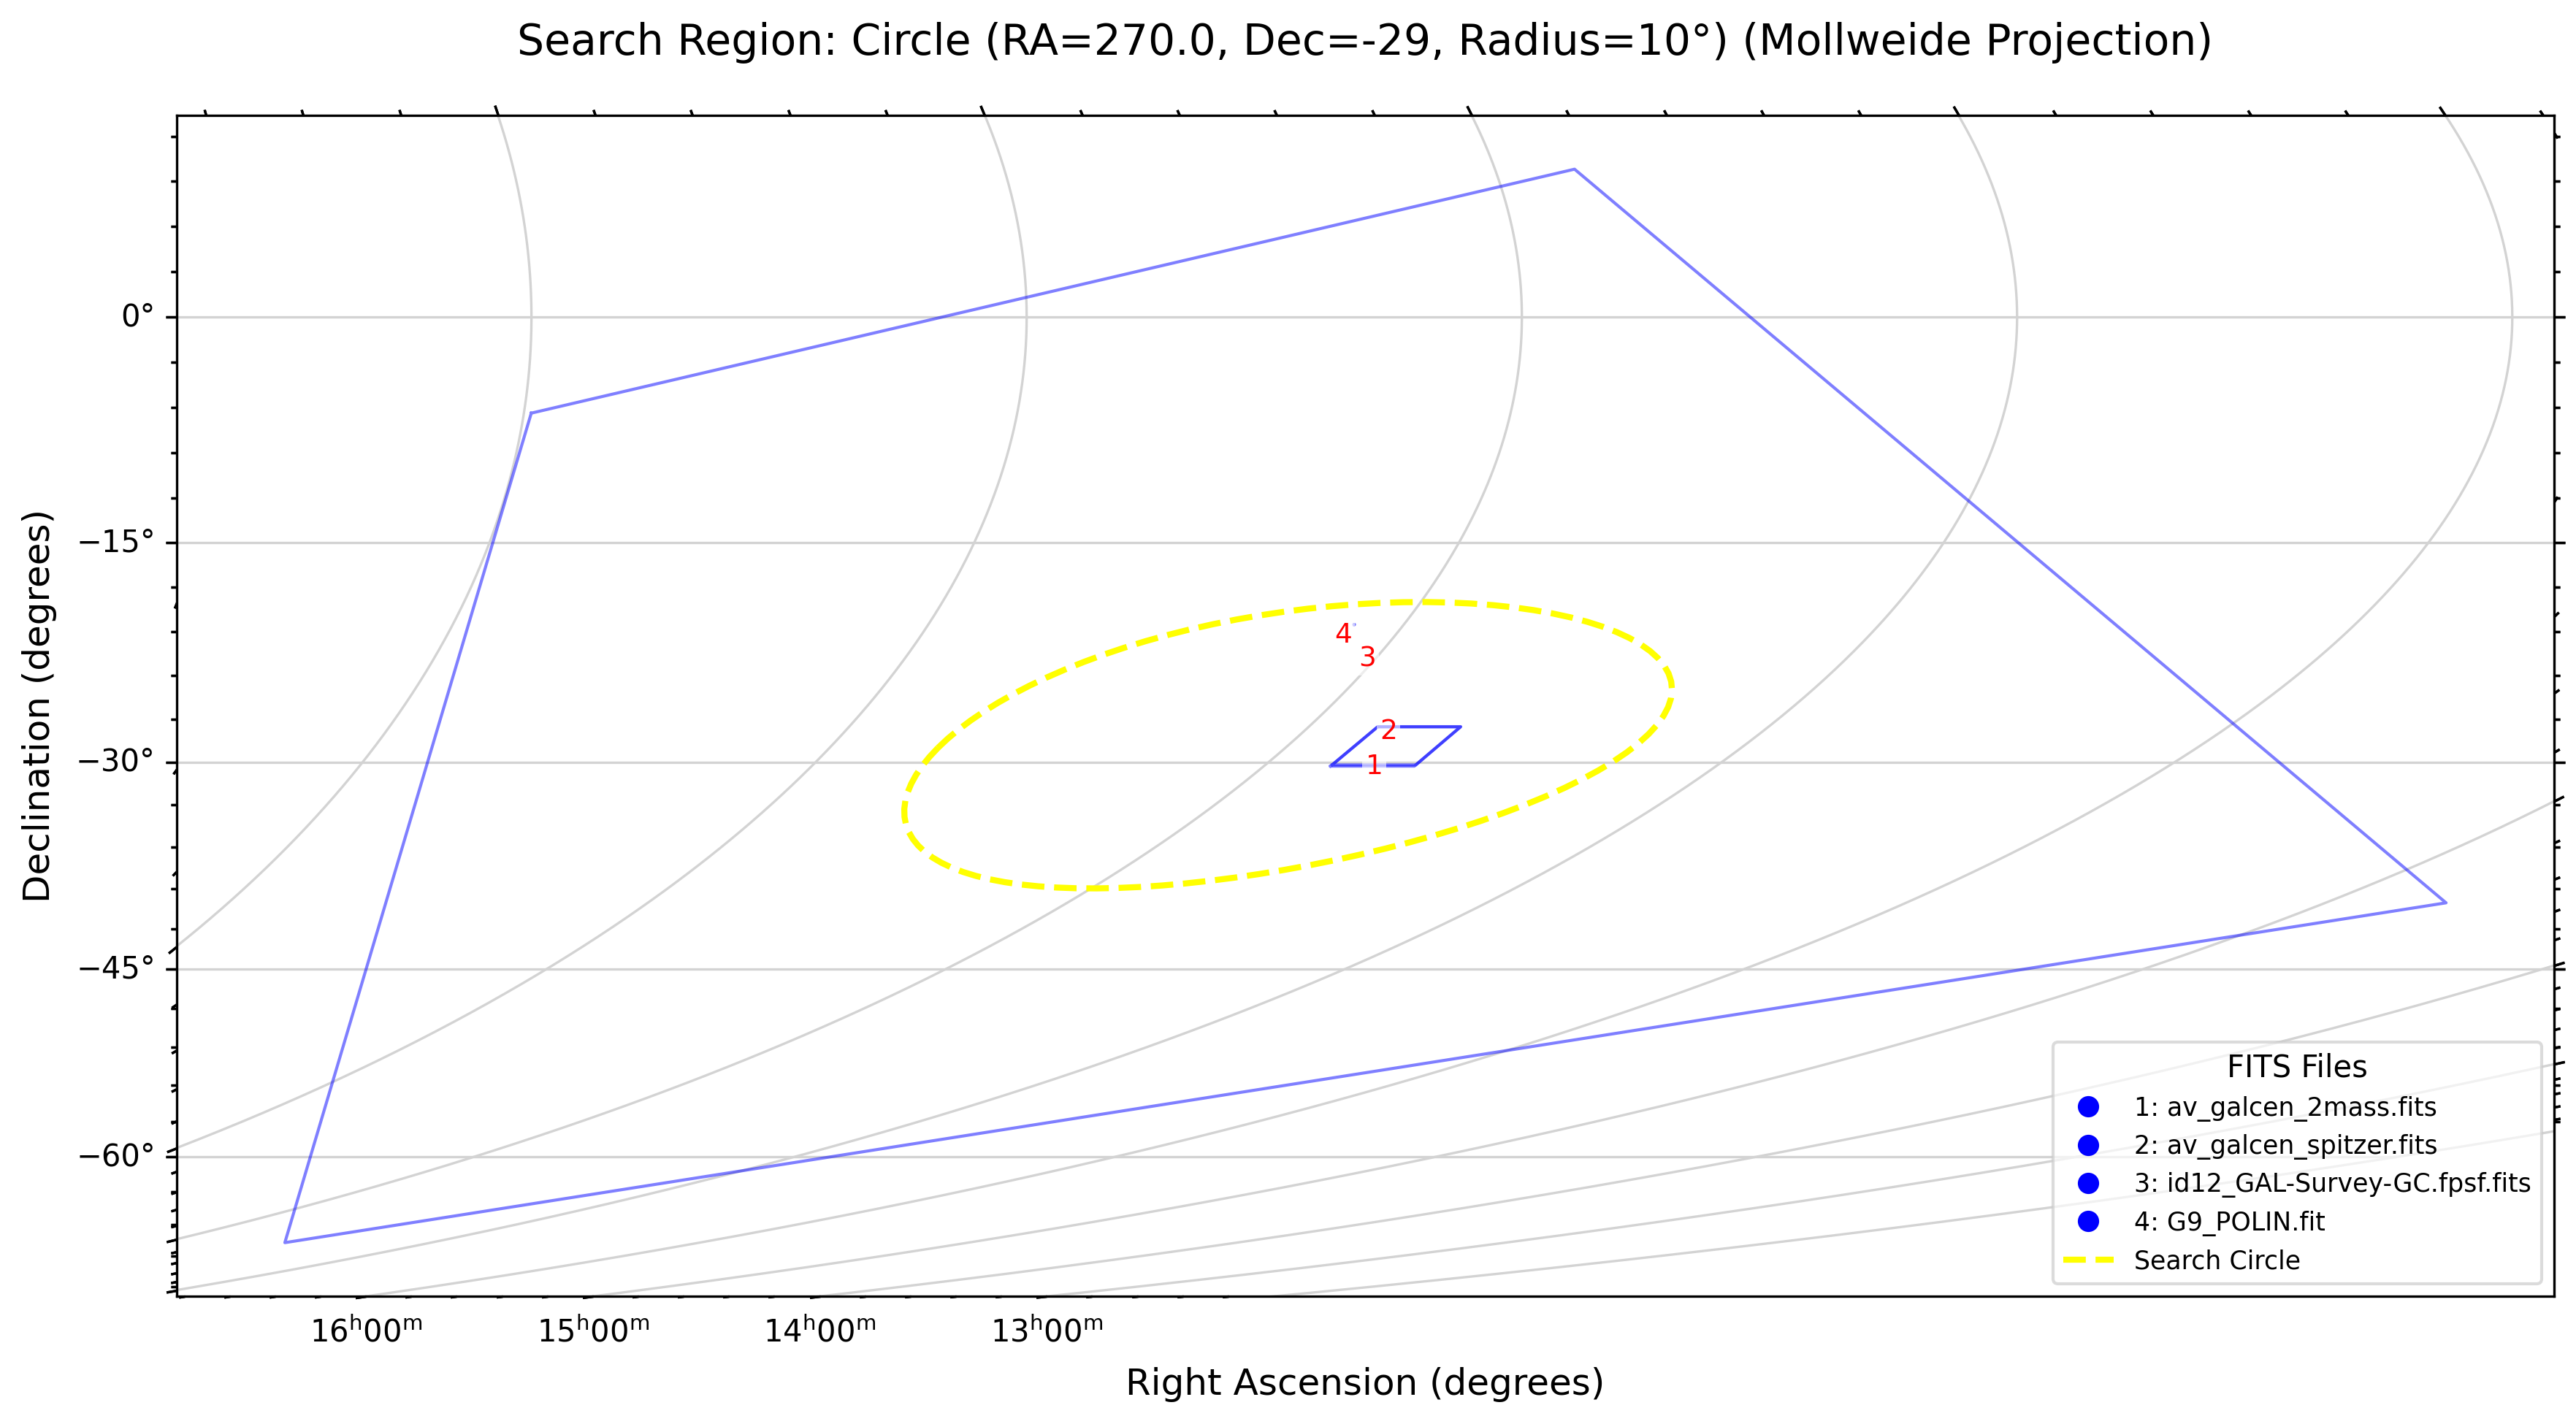 Search Region: Circle (RA=270.0, Dec=-29, Radius=10°) (Mollweide Projection)
0°
−15°
−30°
−45°
−60°
Declination (degrees)
4
3
2
1
FITS Files
1: av_galcen_2mass.fits
2: av_galcen_spitzer.fits
3: id12_GAL-Survey-GC.fpsf.fits
4: G9_POLIN.fit
Search Circle
16ʰ00ᵐ 15ʰ00ᵐ 14ʰ00ᵐ 13ʰ00ᵐ
Right Ascension (degrees)